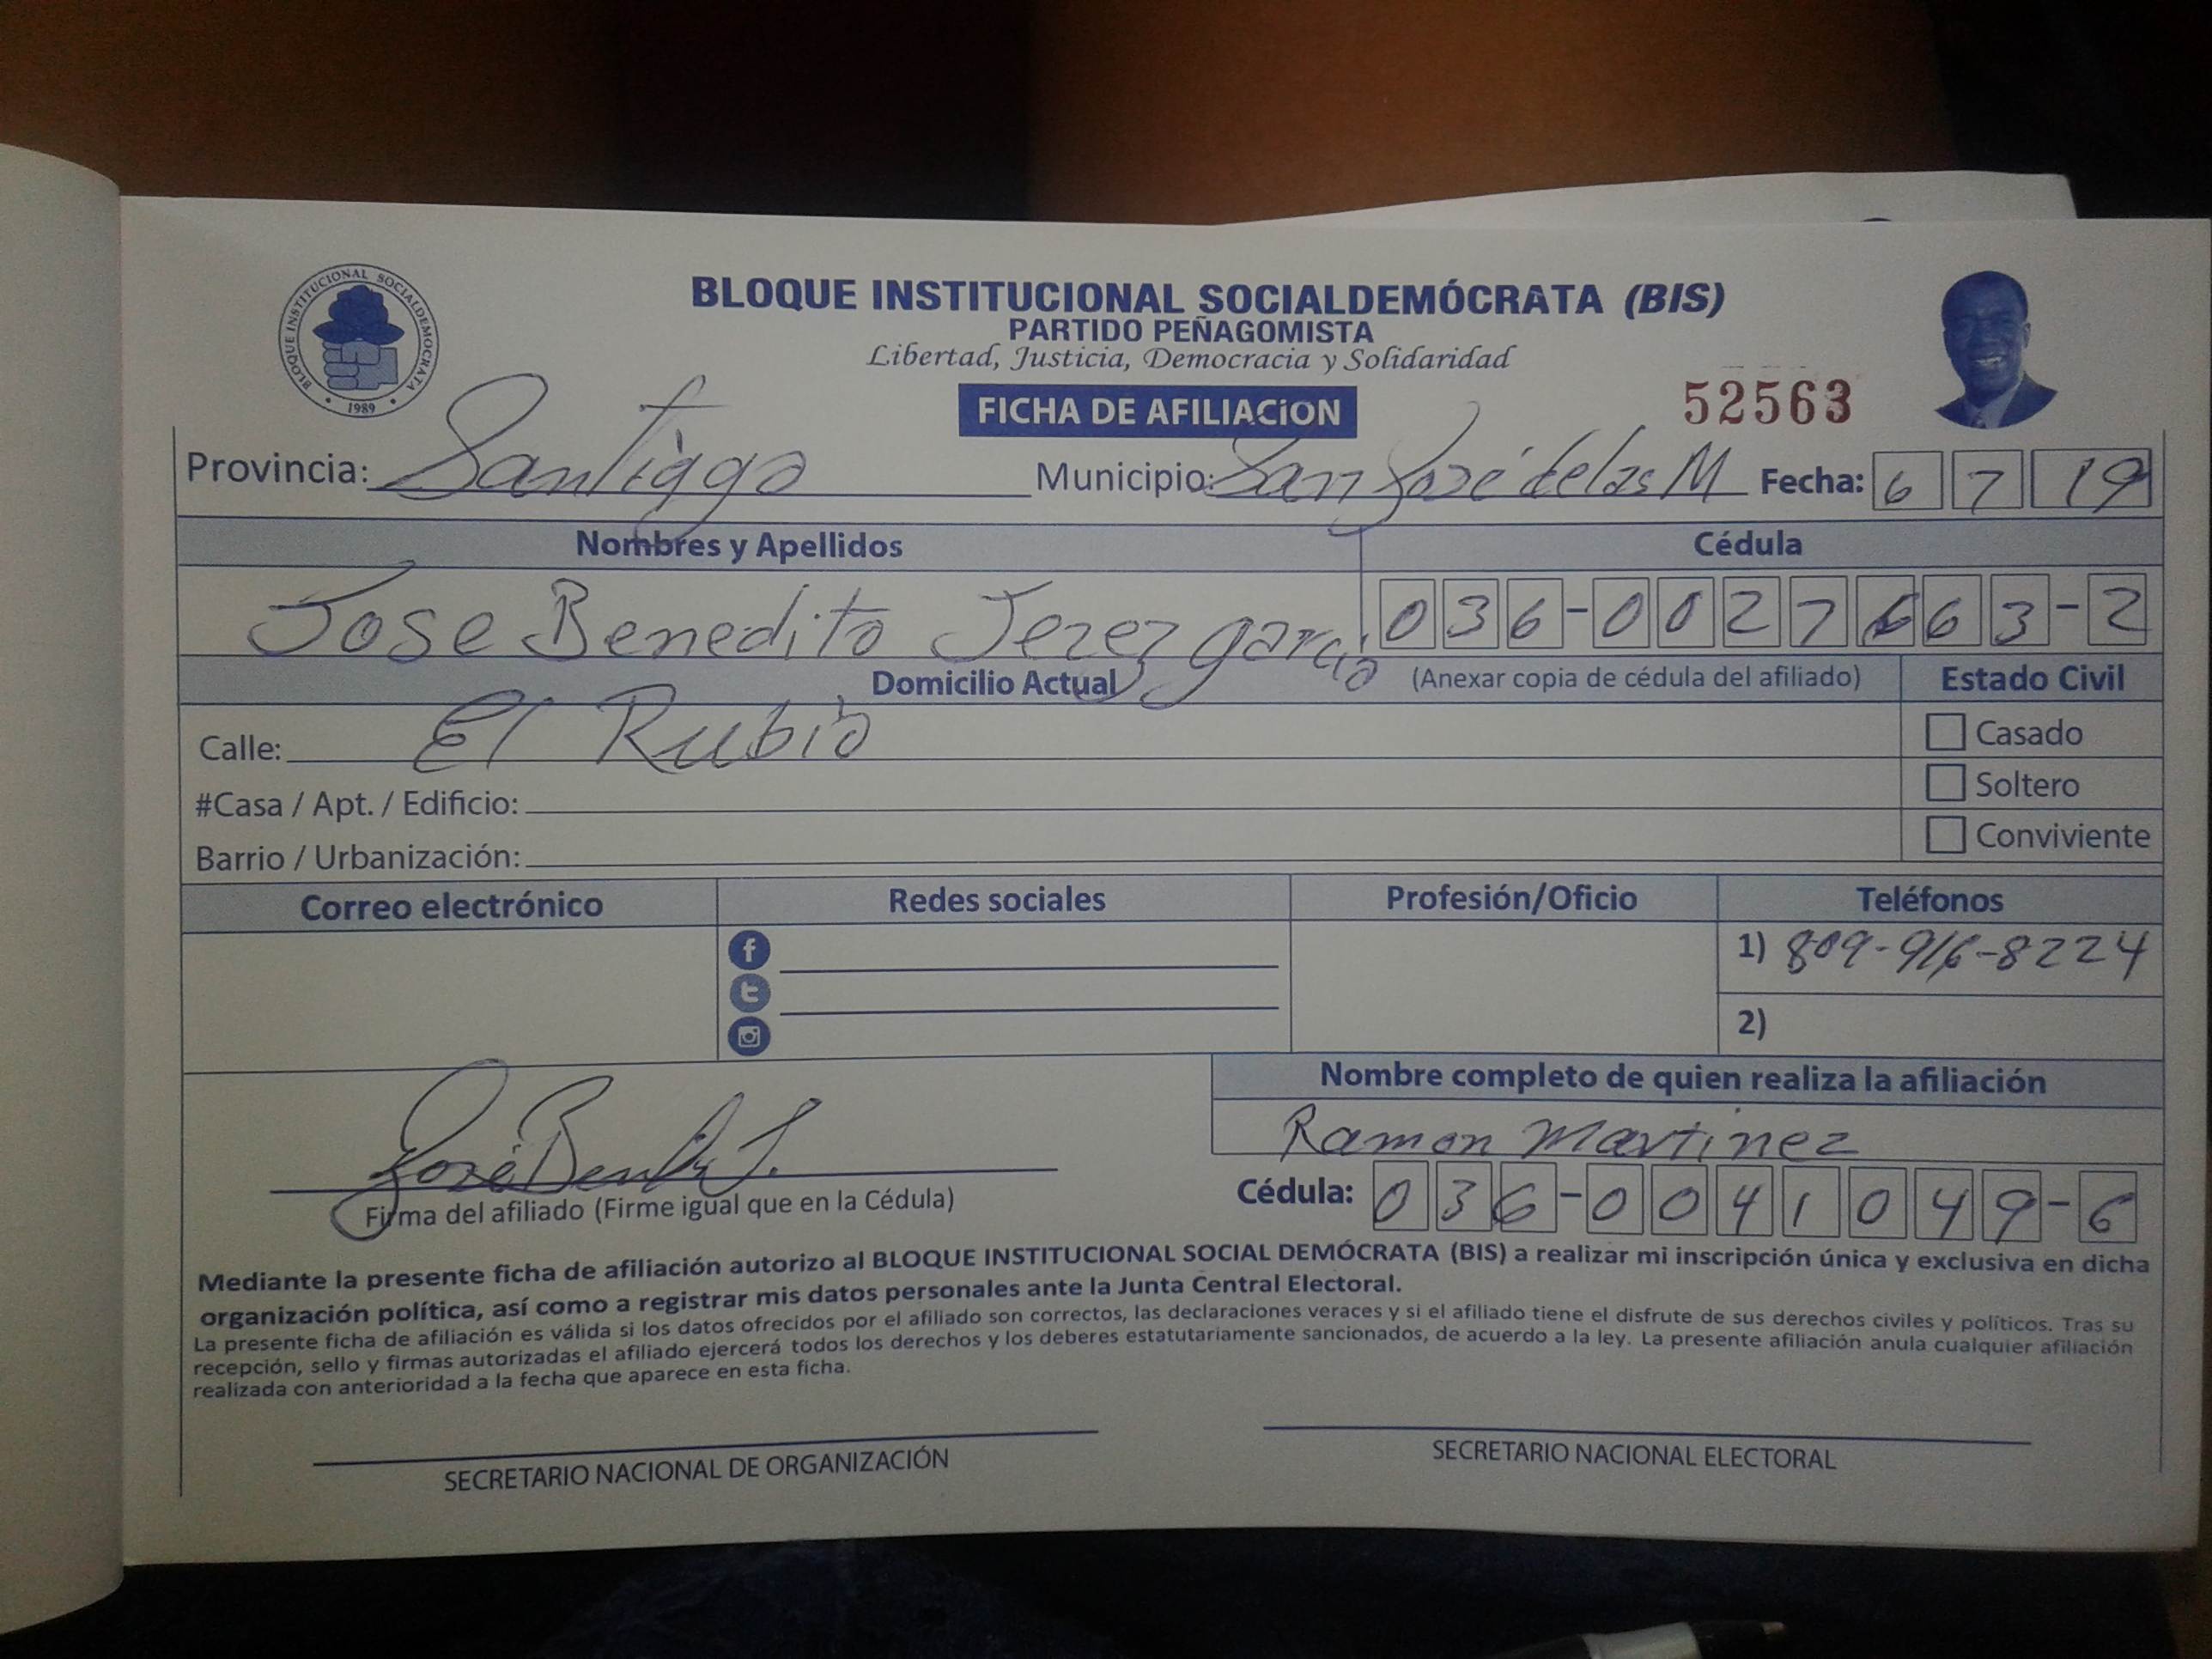 BLOQUE INSTITUCIONAL SOCIALDEMOCRATA
1989
BLOQUE INSTITUCIONAL SOCIALDEMÓCRATA (BIS)
PARTIDO PEÑAGOMISTA
Libertad, Justicia, Democracia y Solidaridad
FICHA DE AFILIACiON
52563
Provincia: Santiago Municipio: San José de las M Fecha: 6 7 19
Nombres y Apellidos Cédula
Jose Benedito Jerez garcia 036-0027663-2
Domicilio Actual (Anexar copia de cédula del afiliado) Estado Civil
Calle: El Rubio Casado
#Casa / Apt. / Edificio: Soltero
Barrio / Urbanización: Conviviente
Correo electrónico Redes sociales Profesión/Oficio Teléfonos
1) 809-916-8224
2)
Nombre completo de quien realiza la afiliación
Ramon Martinez
José J.
Firma del afiliado (Firme igual que en la Cédula) Cédula: 036-0041049-6
Mediante la presente ficha de afiliación autorizo al BLOQUE INSTITUCIONAL SOCIAL DEMÓCRATA (BIS) a realizar mi inscripción única y exclusiva en dicha
organización política, así como a registrar mis datos personales ante la Junta Central Electoral.
La presente ficha de afiliación es válida si los datos ofrecidos por el afiliado son correctos, las declaraciones veraces y si el afiliado tiene el disfrute de sus derechos civiles y políticos. Tras su
recepción, sello y firmas autorizadas el afiliado ejercerá todos los derechos y los deberes estatutariamente sancionados, de acuerdo a la ley. La presente afiliación anula cualquier afiliación
realizada con anterioridad a la fecha que aparece en esta ficha.
SECRETARIO NACIONAL DE ORGANIZACIÓN SECRETARIO NACIONAL ELECTORAL